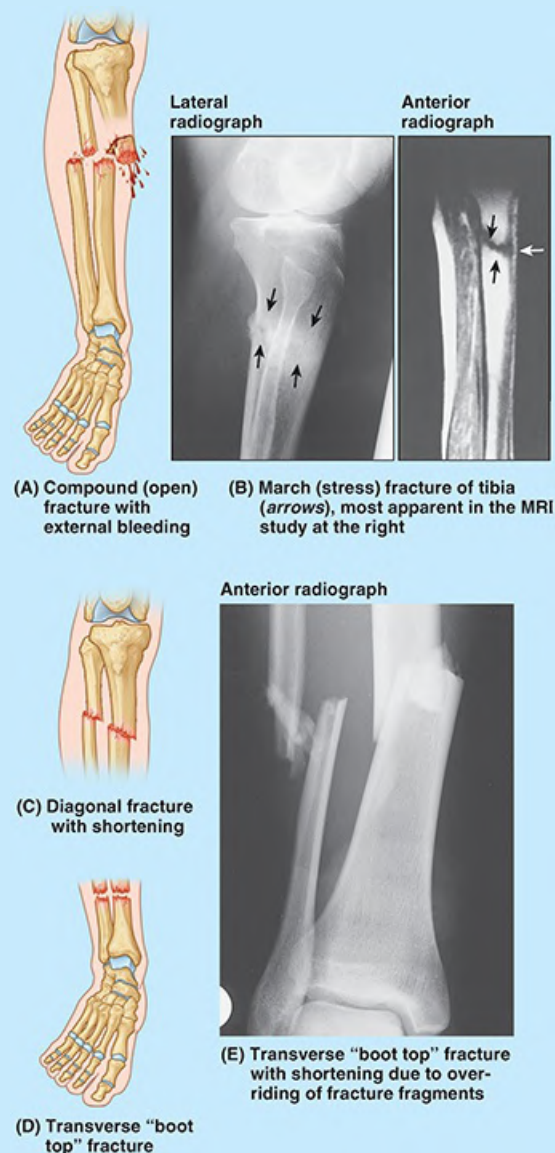 Lateral
radiograph
Anterior
radiograph
(A) Compound (open)
fracture with
external bleeding
(B) March (stress) fracture of tibia
(arrows), most apparent in the MRI
study at the right
Anterior radiograph
(C) Diagonal fracture
with shortening
(D) Transverse “boot
top” fracture
(E) Transverse “boot top” fracture
with shortening due to over-
riding of fracture fragments